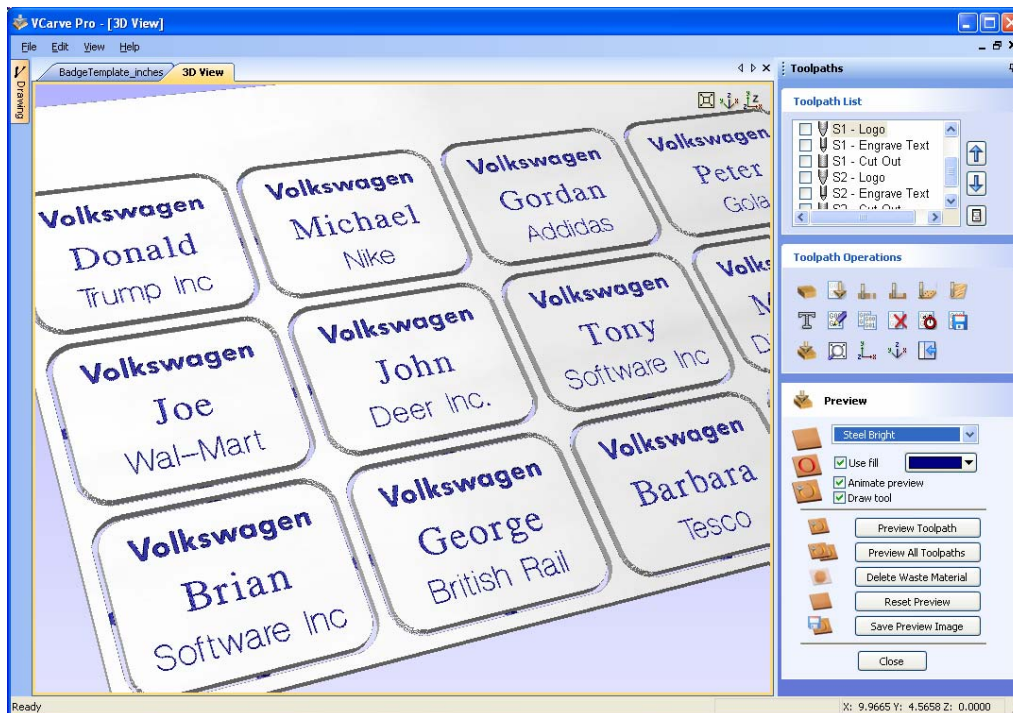 VCarve Pro - [3D View]
File Edit View Help
Drawing
BadgeTemplate_inches 3D View
Volkswagen
Donald
Trump Inc
Volkswagen
Michael
Nike
Volkswagen
Gordan
Addidas
Volkswagen
Peter
Gola
Volkswagen
Joe
Wal-Mart
Volkswagen
John
Deer Inc.
Volkswagen
Tony
Software Inc
Volks
M
D
Volkswagen
Brian
Software Inc
Volkswagen
George
British Rail
Volkswagen
Barbara
Tesco
Toolpaths
Toolpath List
S1 - Logo
S1 - Engrave Text
S1 - Cut Out
S2 - Logo
S2 - Engrave Text
S2 - Cut Out
Toolpath Operations
Preview
Steel Bright
Use fill
Animate preview
Draw tool
Preview Toolpath
Preview All Toolpaths
Delete Waste Material
Reset Preview
Save Preview Image
Close
Ready
X: 9.9665 Y: 4.5658 Z: 0.0000